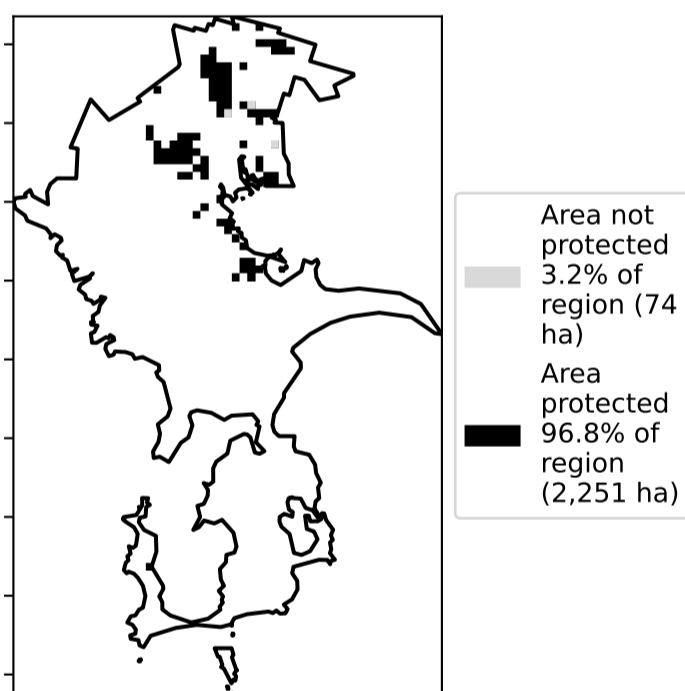 Area not
protected
3.2% of
region (74
ha)
Area
protected
96.8% of
region
(2,251 ha)